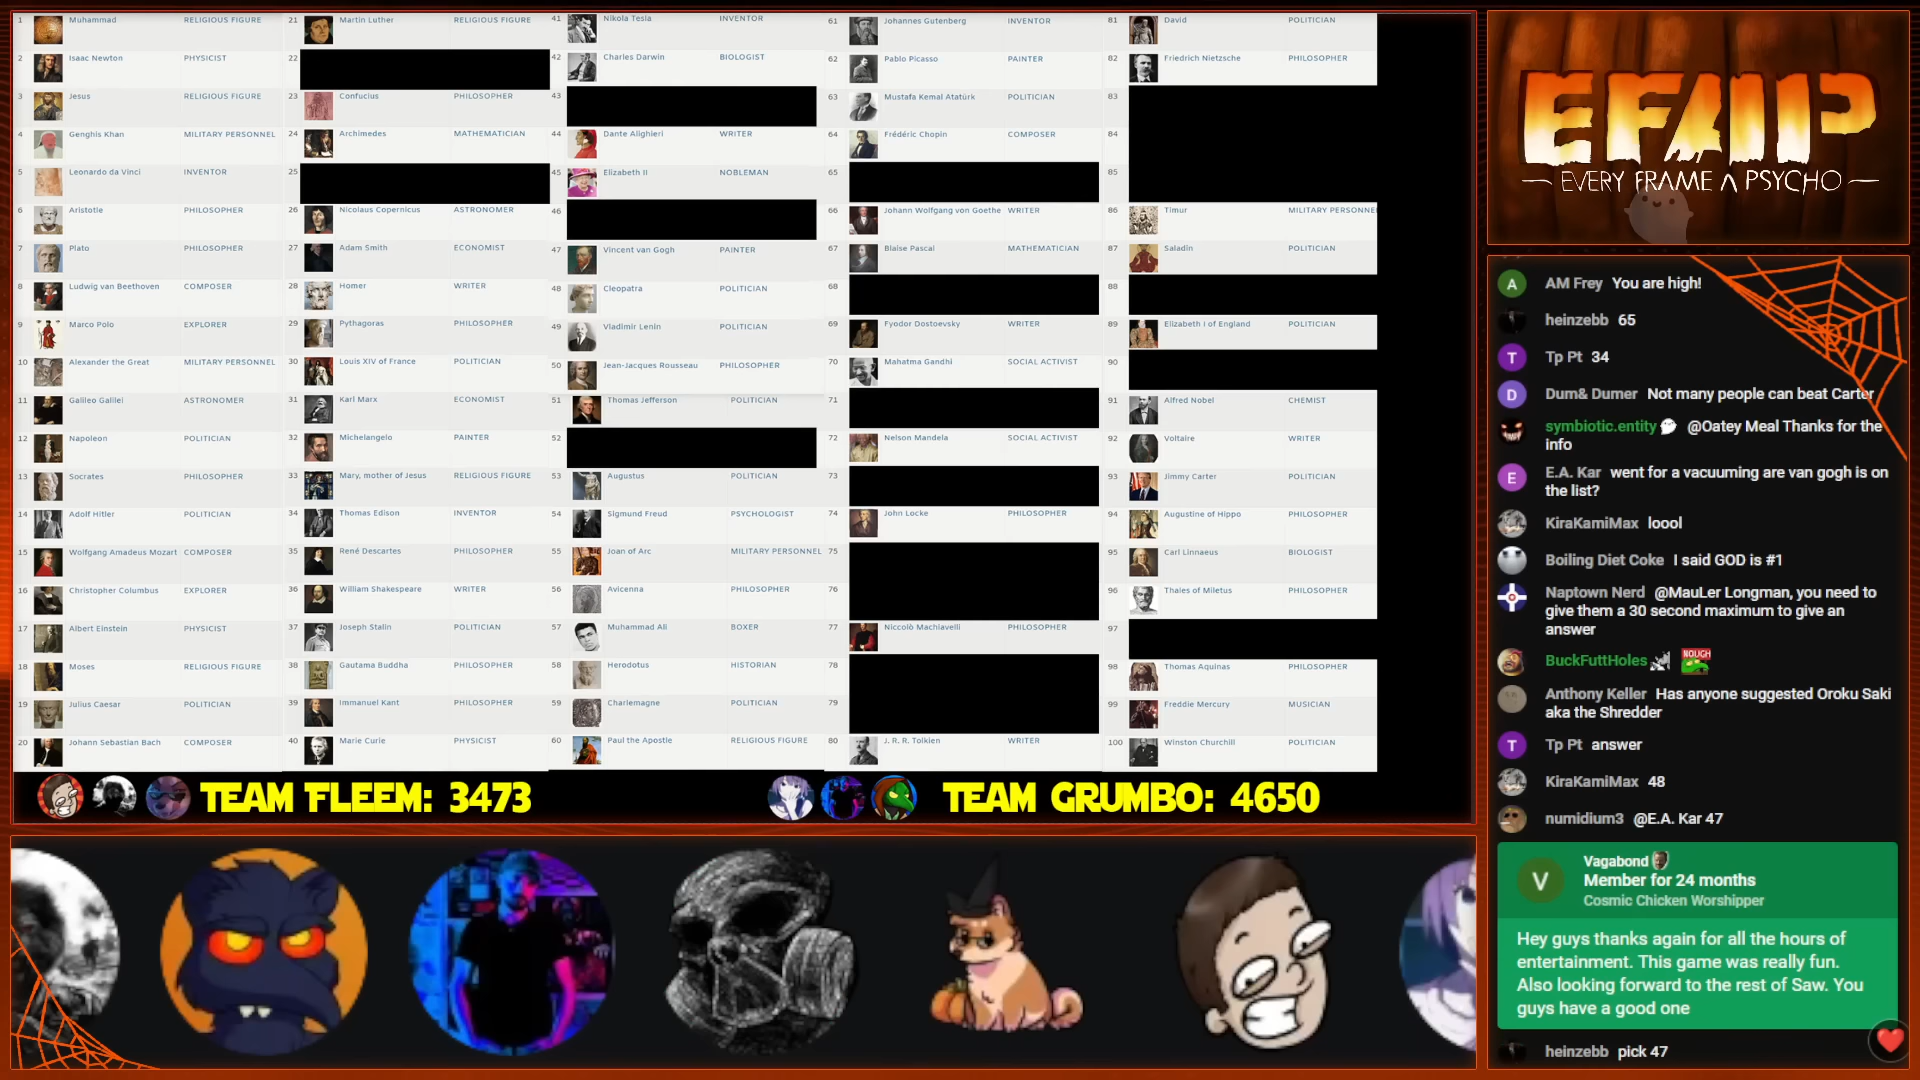 1 Muhammad RELIGIOUS FIGURE
2 Isaac Newton PHYSICIST
3 Jesus RELIGIOUS FIGURE
4 Genghis Khan MILITARY PERSONNEL
5 Leonardo da Vinci INVENTOR
6 Aristotle PHILOSOPHER
7 Plato PHILOSOPHER
8 Ludwig van Beethoven COMPOSER
9 Marco Polo EXPLORER
10 Alexander the Great MILITARY PERSONNEL
11 Galileo Galilei ASTRONOMER
12 Napoleon POLITICIAN
13 Socrates PHILOSOPHER
14 Adolf Hitler POLITICIAN
15 Wolfgang Amadeus Mozart COMPOSER
16 Christopher Columbus EXPLORER
17 Albert Einstein PHYSICIST
18 Moses RELIGIOUS FIGURE
19 Julius Caesar POLITICIAN
20 Johann Sebastian Bach COMPOSER
21 Martin Luther RELIGIOUS FIGURE
22
23 Confucius PHILOSOPHER
24 Archimedes MATHEMATICIAN
25
26 Nicolaus Copernicus ASTRONOMER
27 Adam Smith ECONOMIST
28 Homer WRITER
29 Pythagoras PHILOSOPHER
30 Louis XIV of France POLITICIAN
31 Karl Marx ECONOMIST
32 Michelangelo PAINTER
33 Mary, mother of Jesus RELIGIOUS FIGURE
34 Thomas Edison INVENTOR
35 René Descartes PHILOSOPHER
36 William Shakespeare WRITER
37 Joseph Stalin POLITICIAN
38 Gautama Buddha PHILOSOPHER
39 Immanuel Kant PHILOSOPHER
40 Marie Curie PHYSICIST
41 Nikola Tesla INVENTOR
42 Charles Darwin BIOLOGIST
43
44 Dante Alighieri WRITER
45 Elizabeth II NOBLEMAN
46
47 Vincent van Gogh PAINTER
48 Cleopatra POLITICIAN
49 Vladimir Lenin POLITICIAN
50 Jean-Jacques Rousseau PHILOSOPHER
51 Thomas Jefferson POLITICIAN
52
53 Augustus POLITICIAN
54 Sigmund Freud PSYCHOLOGIST
55 Joan of Arc MILITARY PERSONNEL
56 Avicenna PHILOSOPHER
57 Muhammad Ali BOXER
58 Herodotus HISTORIAN
59 Charlemagne POLITICIAN
60 Paul the Apostle RELIGIOUS FIGURE
61 Johannes Gutenberg INVENTOR
62 Pablo Picasso PAINTER
63 Mustafa Kemal Atatürk POLITICIAN
64 Frédéric Chopin COMPOSER
65
66 Johann Wolfgang von Goethe WRITER
67 Blaise Pascal MATHEMATICIAN
68
69 Fyodor Dostoevsky WRITER
70 Mahatma Gandhi SOCIAL ACTIVIST
71
72 Nelson Mandela SOCIAL ACTIVIST
73
74 John Locke PHILOSOPHER
75
76
77 Niccolò Machiavelli PHILOSOPHER
78
79
80 J. R. R. Tolkien WRITER
81 David POLITICIAN
82 Friedrich Nietzsche PHILOSOPHER
83
84
85
86 Timur MILITARY PERSONNE
87 Saladin POLITICIAN
88
89 Elizabeth I of England POLITICIAN
90
91 Alfred Nobel CHEMIST
92 Voltaire WRITER
93 Jimmy Carter POLITICIAN
94 Augustine of Hippo PHILOSOPHER
95 Carl Linnaeus BIOLOGIST
96 Thales of Miletus PHILOSOPHER
97
98 Thomas Aquinas PHILOSOPHER
99 Freddie Mercury MUSICIAN
100 Winston Churchill POLITICIAN
TEAM FLEEM: 3473
TEAM GRUMBO: 4650
EFAP
EVERY FRAME A PSYCHO
A AM Frey You are high!
heinzebb 65
T Tp Pt 34
D Dum& Dumer Not many people can beat Carter
symbiotic.entity @Oatey Meal Thanks for the
info
E E.A. Kar went for a vacuuming are van gogh is on
the list?
KiraKamiMax loool
Boiling Diet Coke I said GOD is #1
Naptown Nerd @MauLer Longman, you need to
give them a 30 second maximum to give an
answer
BuckFuttHoles NOUGH
Anthony Keller Has anyone suggested Oroku Saki
aka the Shredder
T Tp Pt answer
KiraKamiMax 48
numidium3 @E.A. Kar 47
V Vagabond
Member for 24 months
Cosmic Chicken Worshipper
Hey guys thanks again for all the hours of
entertainment. This game was really fun.
Also looking forward to the rest of Saw. You
guys have a good one
heinzebb pick 47